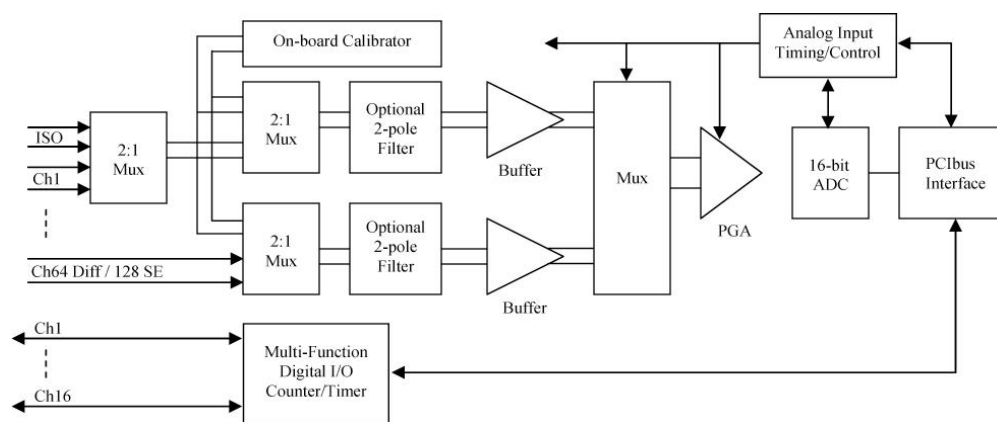 On-board Calibrator
Analog Input
Timing/Control
ISO
Ch1
2:1
Mux
2:1
Mux
Optional
2-pole
Filter
Buffer
Mux
PGA
16-bit
ADC
PCIbus
Interface
Ch64 Diff / 128 SE
2:1
Mux
Optional
2-pole
Filter
Buffer
Ch1
Ch16
Multi-Function
Digital I/O
Counter/Timer